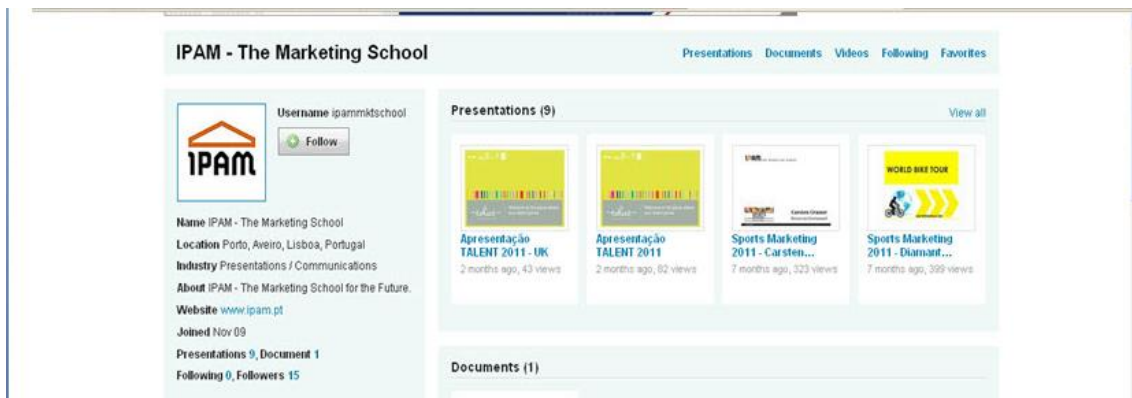 IPAM - The Marketing School
Presentations Documents Videos Following Favorites
IPAM
Username ipammktschool
Follow
Name IPAM - The Marketing School
Location Porto, Aveiro, Lisboa, Portugal
Industry Presentations / Communications
About IPAM - The Marketing School for the Future.
Website www.ipam.pt
Joined Nov 09
Presentations 9, Document 1
Following 0, Followers 15
Presentations (9)
View all
Apresentação
TALENT 2011 - UK
2 months ago, 43 views
Apresentação
TALENT 2011
2 months ago, 82 views
IPAM
Carsten Cramer
Sports Marketing
2011 - Carsten...
7 months ago, 323 views
WORLD BIKE TOUR
Sports Marketing
2011 - Diamant...
7 months ago, 399 views
Documents (1)